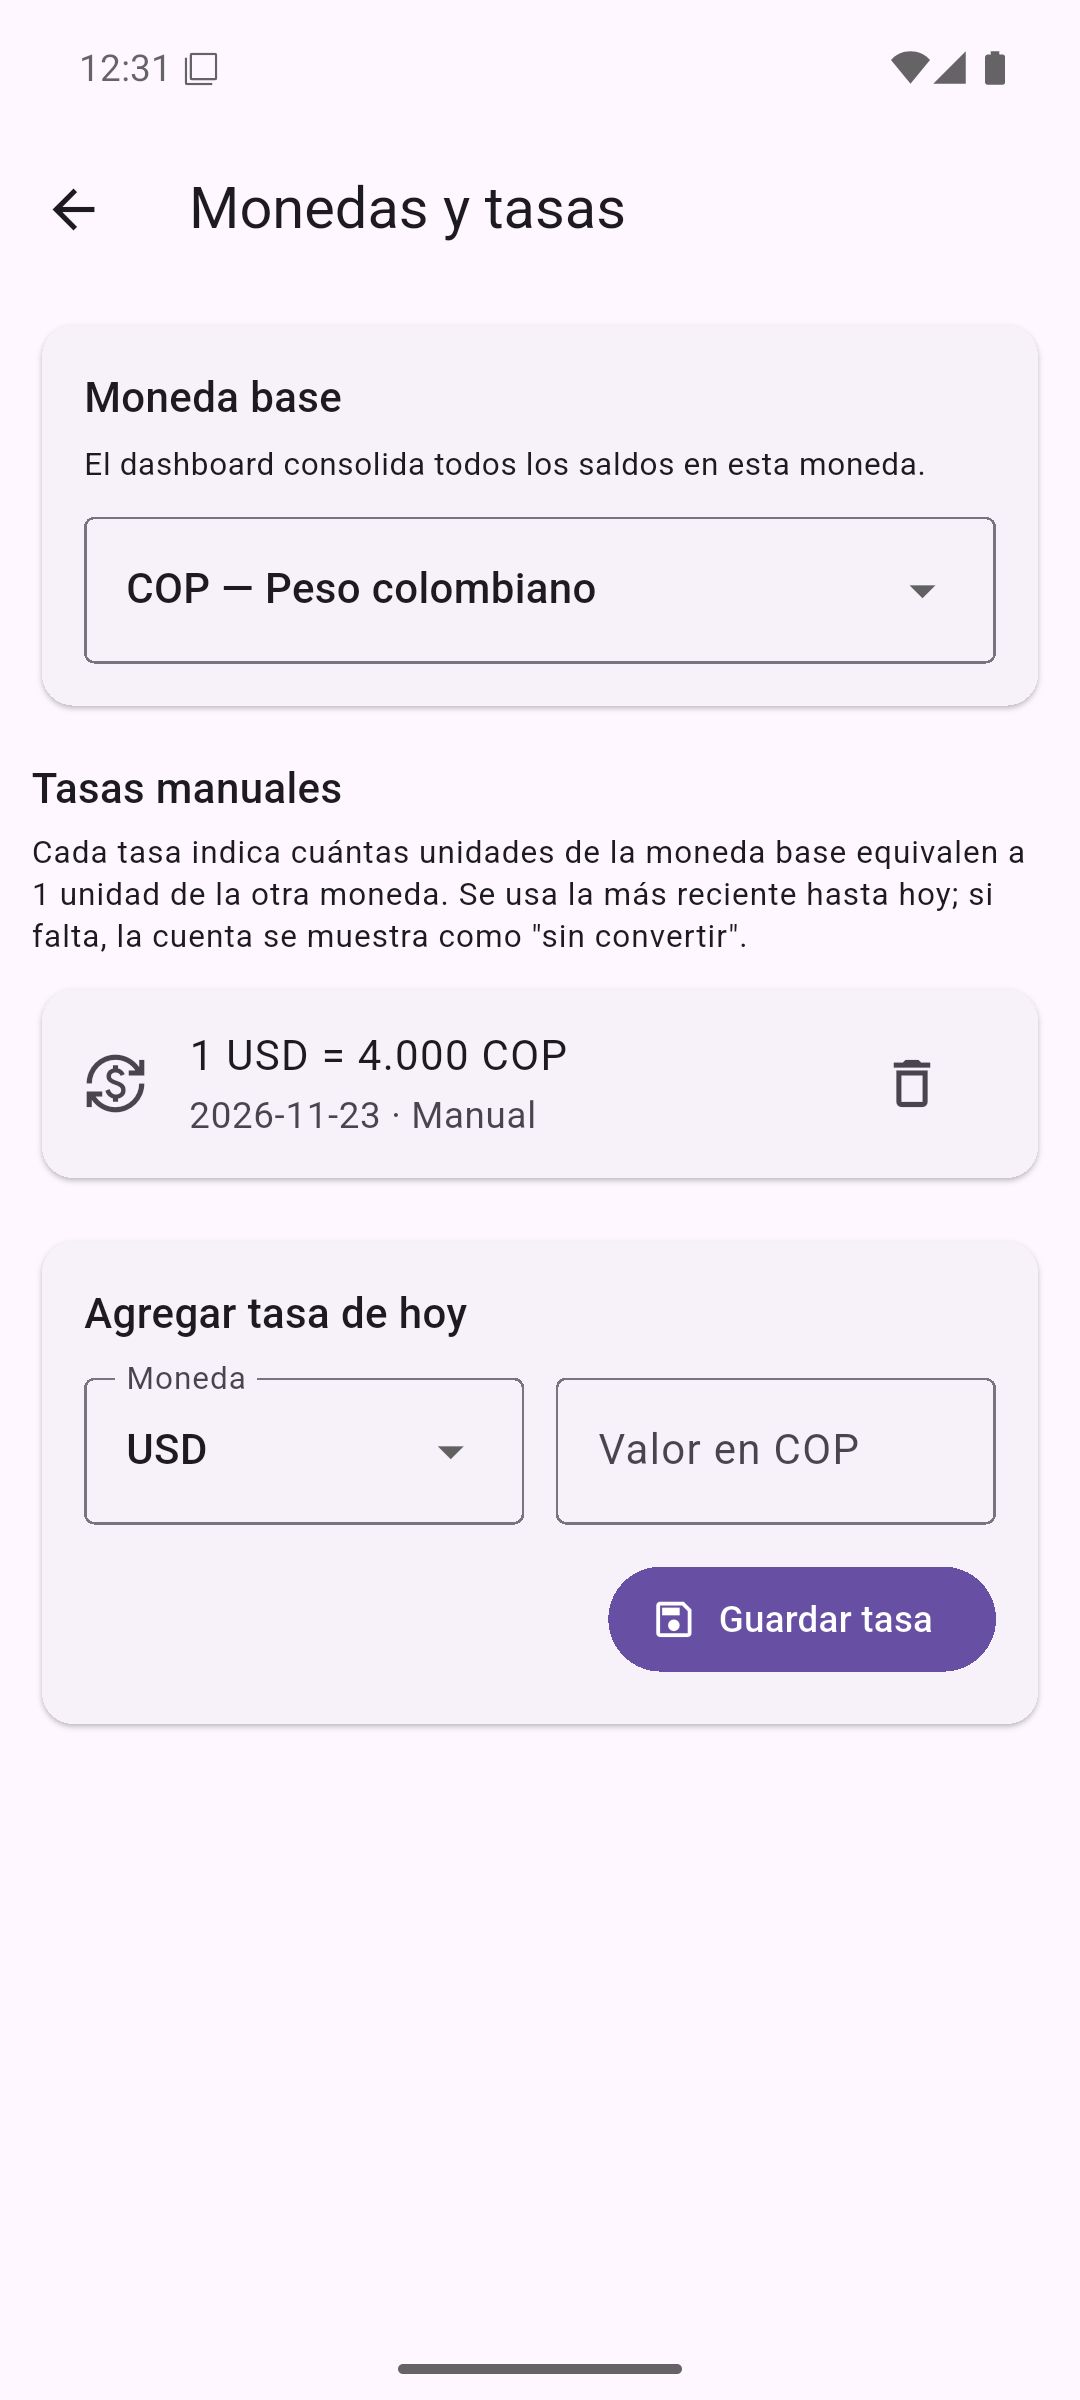 12:31
Monedas y tasas
Moneda base
El dashboard consolida todos los saldos en esta moneda.
COP — Peso colombiano
Tasas manuales
Cada tasa indica cuántas unidades de la moneda base equivalen a
1 unidad de la otra moneda. Se usa la más reciente hasta hoy; si
falta, la cuenta se muestra como "sin convertir".
1 USD = 4.000 COP
2026-11-23 · Manual
Agregar tasa de hoy
Moneda
USD
Valor en COP
Guardar tasa